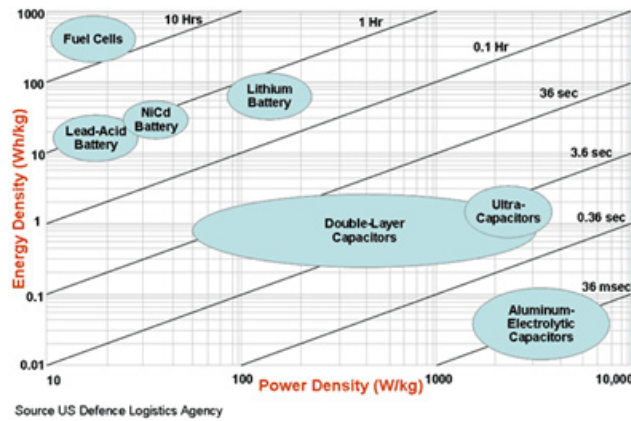 1000
10 Hrs
1 Hr
Fuel Cells
0.1 Hr
100
Lithium
Battery
36 sec
NiCd
Battery
Lead-Acid
Battery
10
3.6 sec
Energy Density (Wh/kg)
1
Double-Layer
Capacitors
Ultra-
Capacitors
0.36 sec
0.1
36 msec
Aluminum-
Electrolytic
Capacitors
0.01
10
100
1000
10,000
Power Density (W/kg)
Source US Defence Logistics Agency